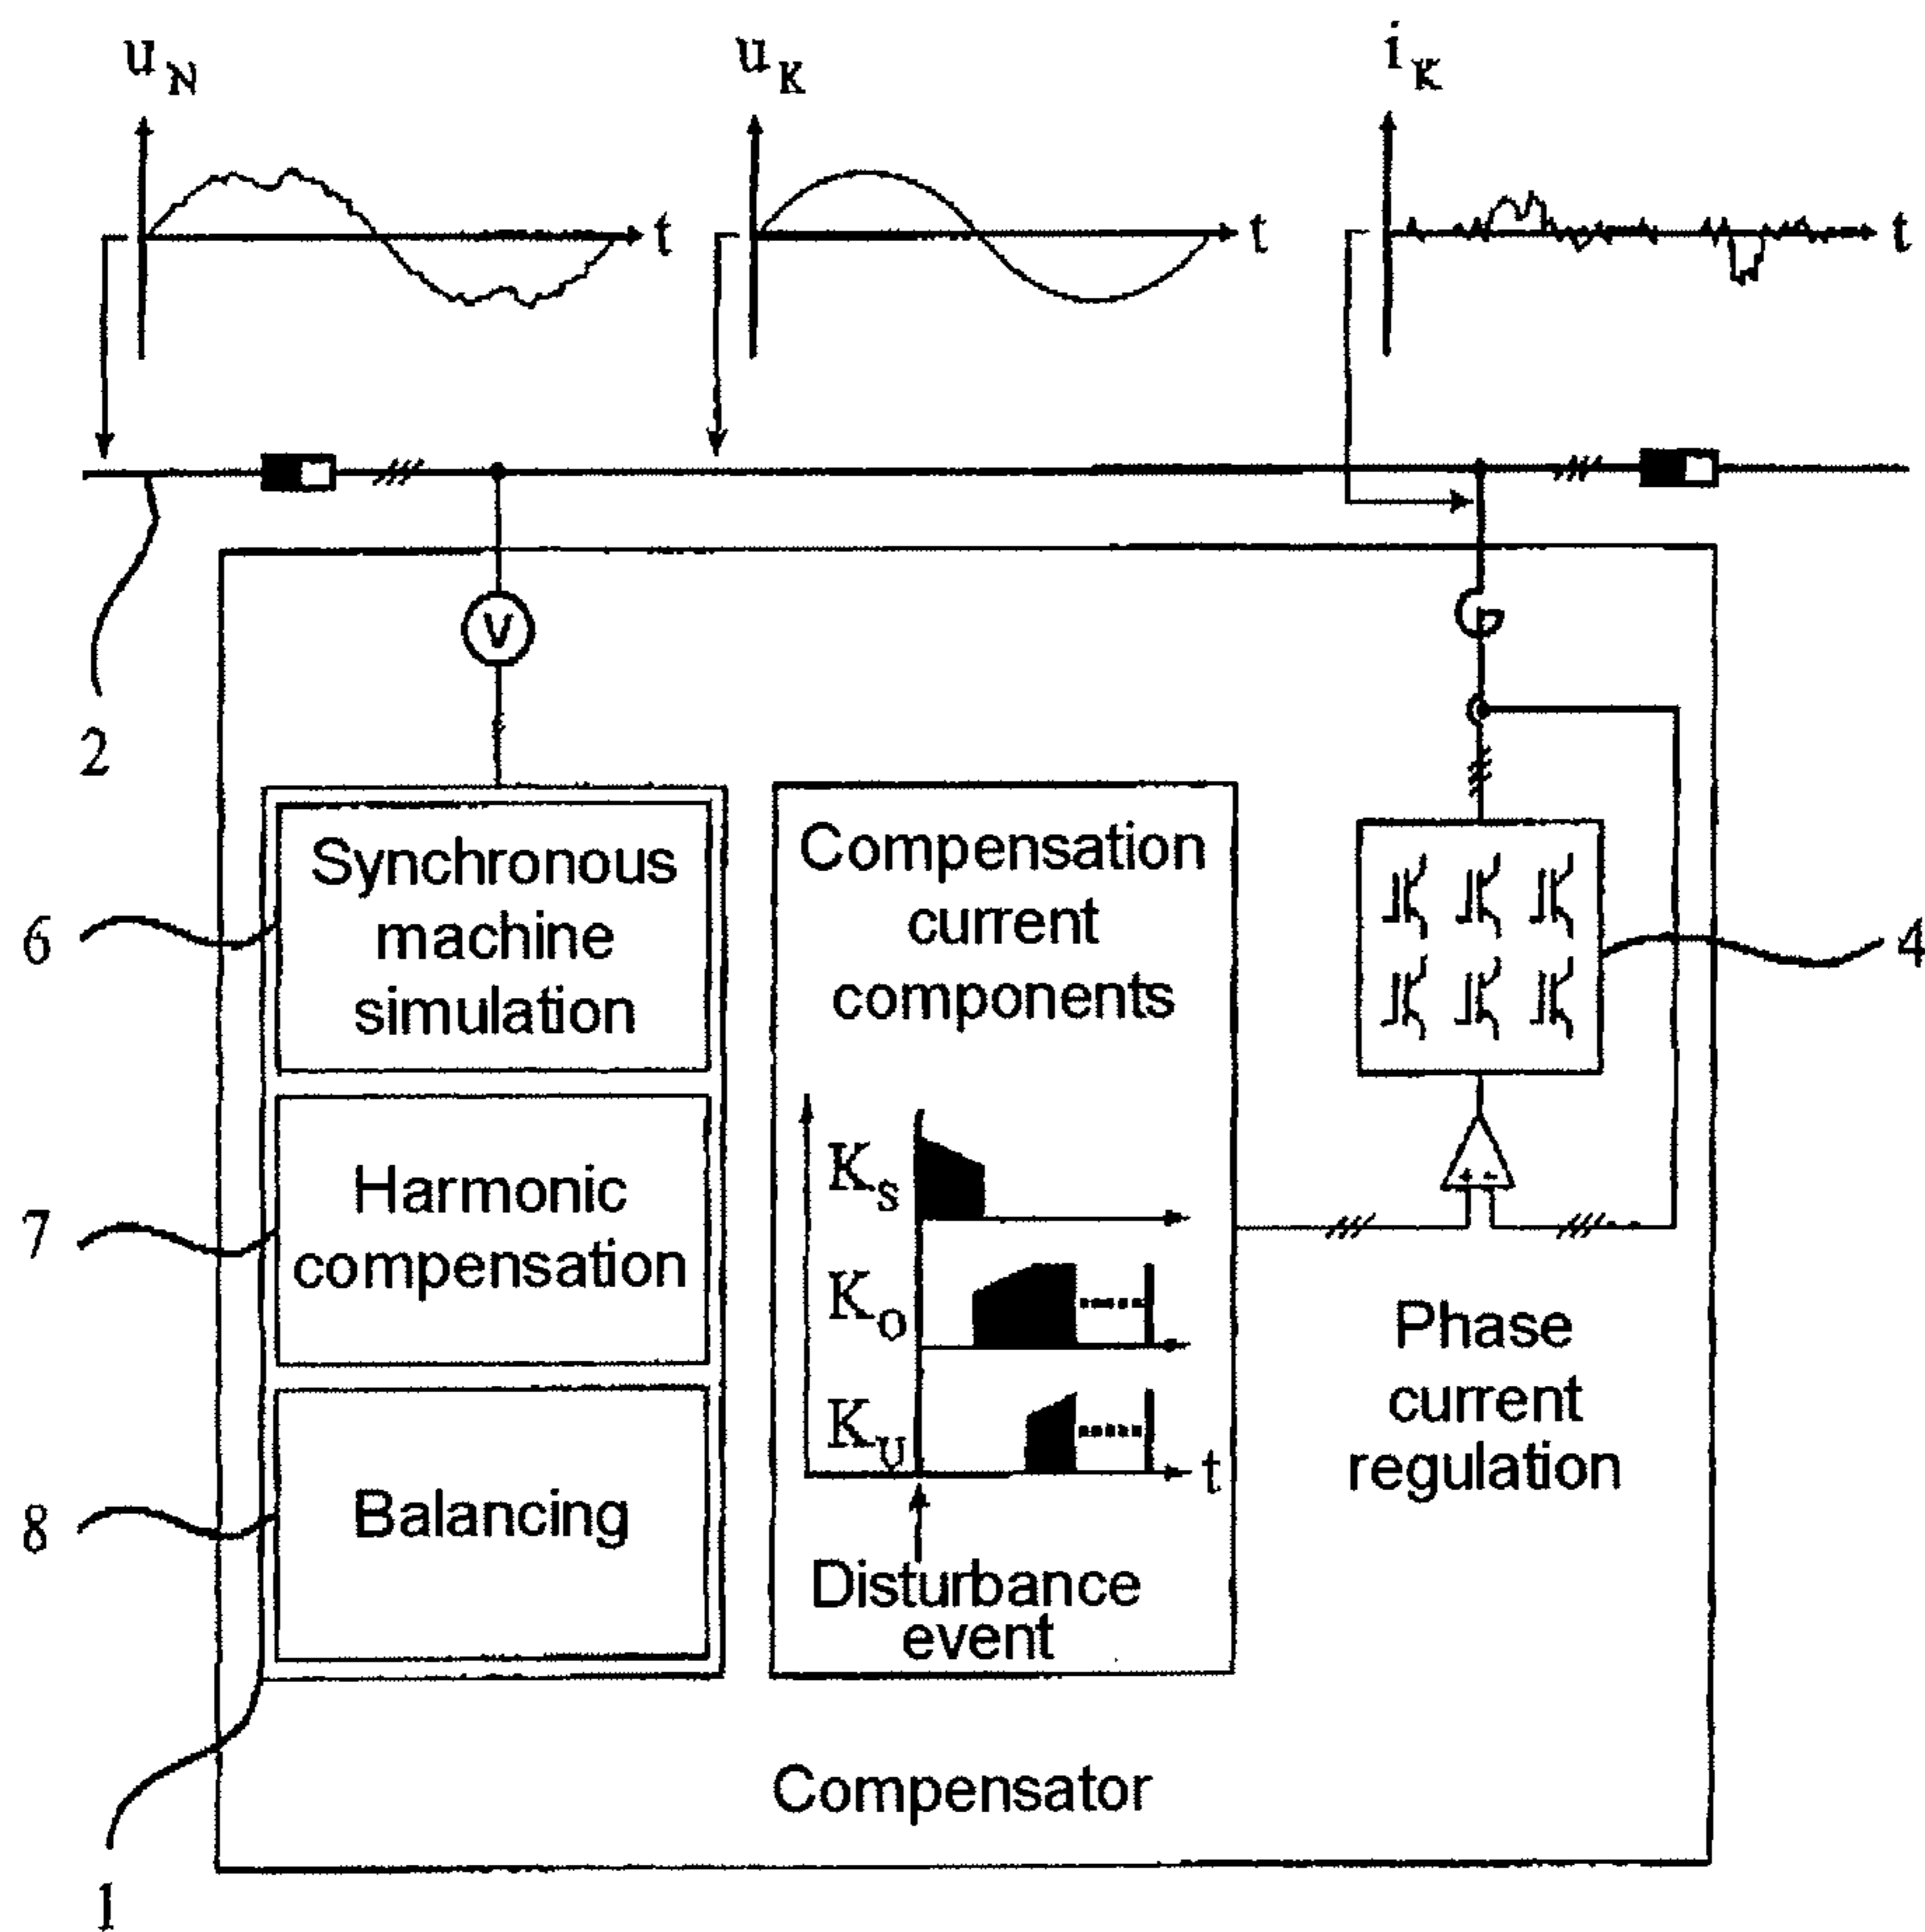 u_N
u_K
i_K
t
t
t
2
V
Synchronous
machine
simulation
Compensation
current
components
6
4
K_S
Harmonic
compensation
+ -
7
K_O
Phase
current
regulation
K_U
t
Balancing
8
Disturbance
event
Compensator
1